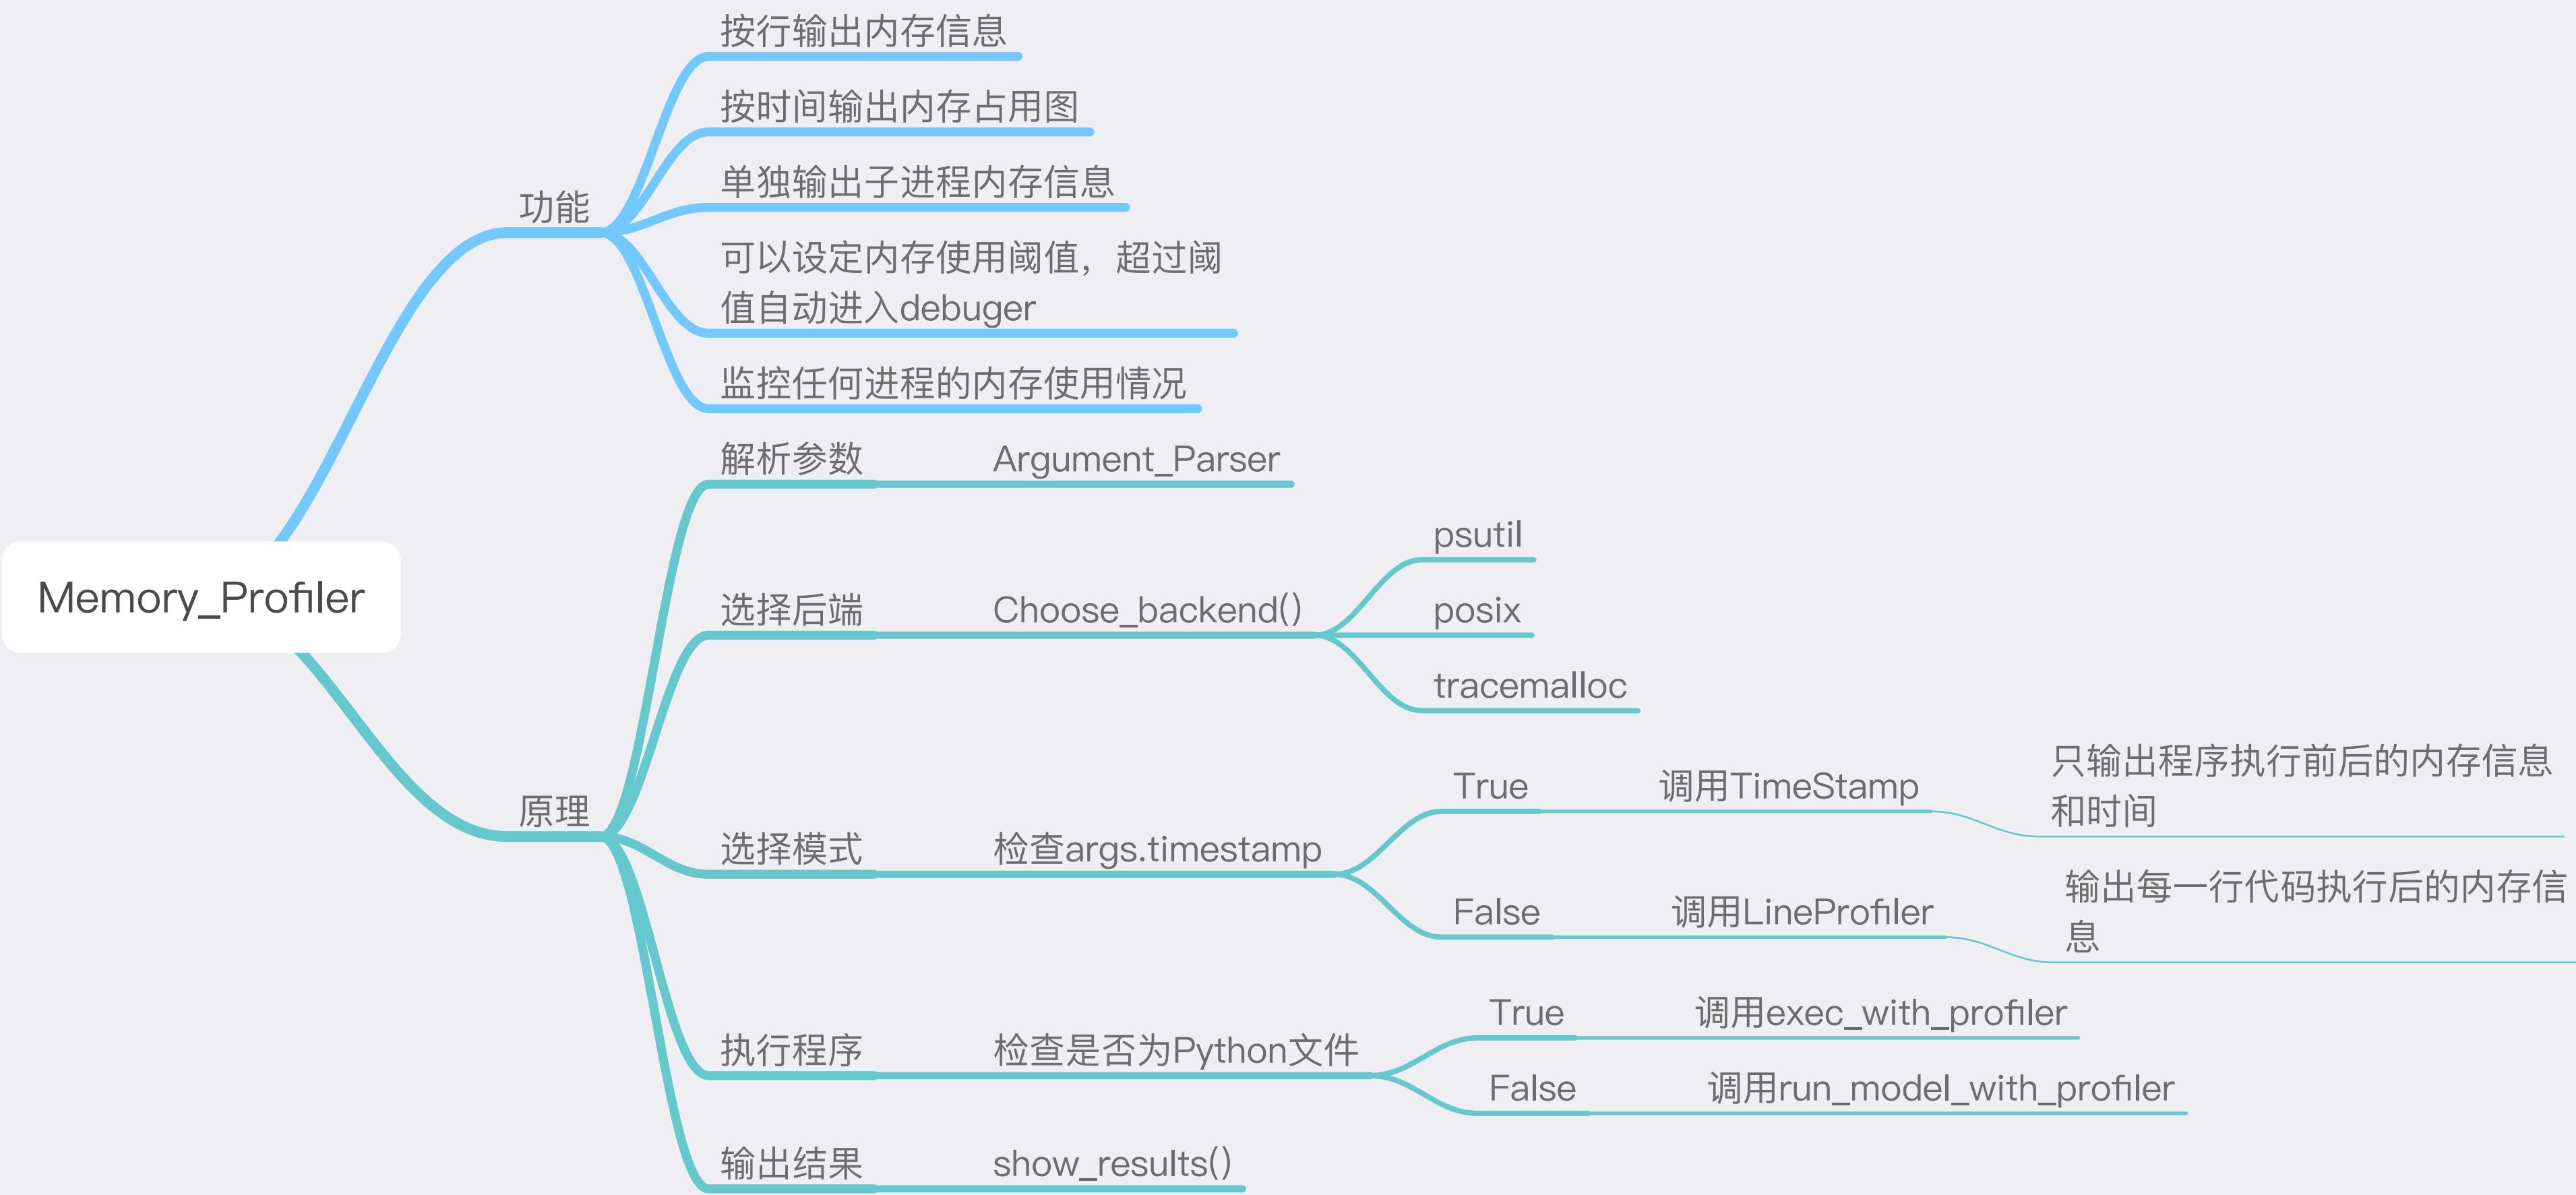 Memory_Profiler
功能
按行输出内存信息
按时间输出内存占用图
单独输出子进程内存信息
可以设定内存使用阈值，超过阈
值自动进入debuger
监控任何进程的内存使用情况
原理
解析参数
Argument_Parser
选择后端
Choose_backend()
psutil
posix
tracemalloc
选择模式
检查args.timestamp
True
调用TimeStamp
只输出程序执行前后的内存信息
和时间
False
调用LineProfiler
输出每一行代码执行后的内存信
息
执行程序
检查是否为Python文件
True
调用exec_with_profiler
False
调用run_model_with_profiler
输出结果
show_results()